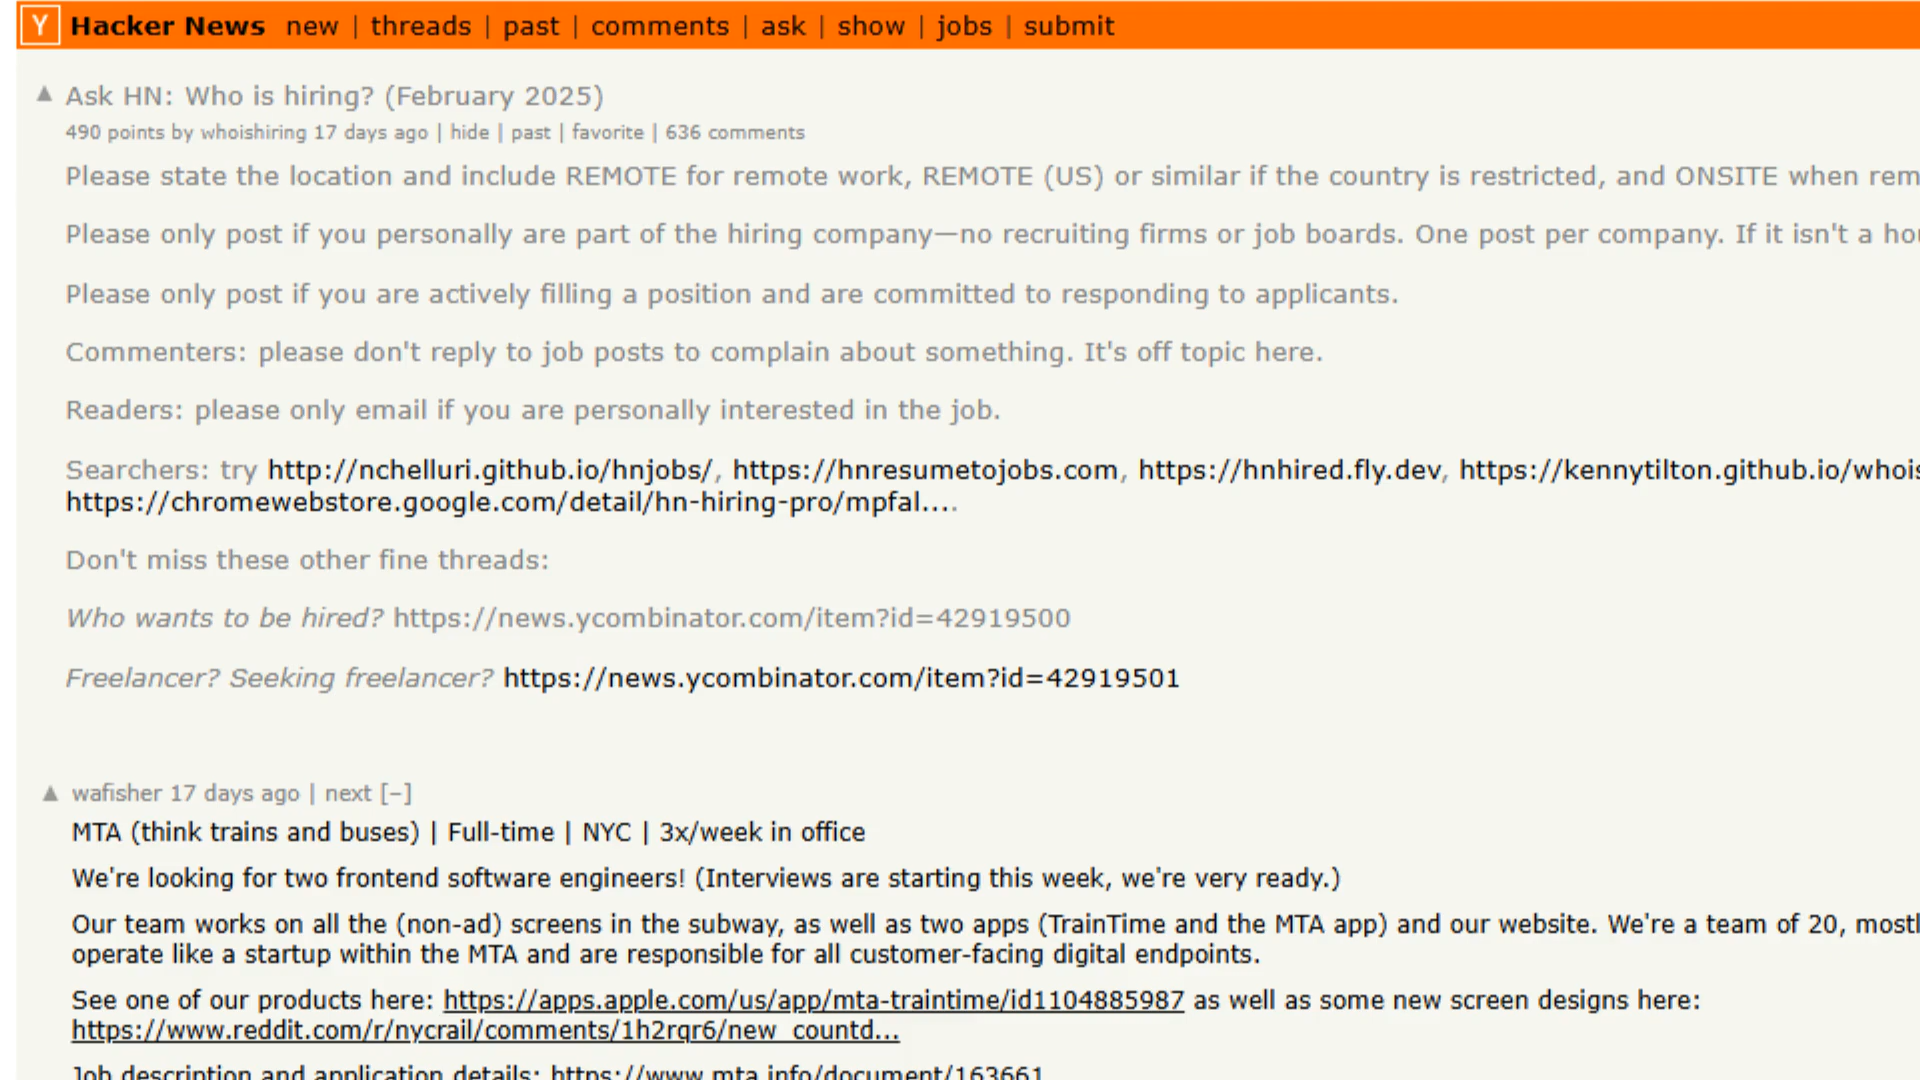 Y Hacker News new | threads | past | comments | ask | show | jobs | submit
▲ Ask HN: Who is hiring? (February 2025)
490 points by whoishiring 17 days ago | hide | past | favorite | 636 comments
Please state the location and include REMOTE for remote work, REMOTE (US) or similar if the country is restricted, and ONSITE when rem
Please only post if you personally are part of the hiring company—no recruiting firms or job boards. One post per company. If it isn't a hou
Please only post if you are actively filling a position and are committed to responding to applicants.
Commenters: please don't reply to job posts to complain about something. It's off topic here.
Readers: please only email if you are personally interested in the job.
Searchers: try http://nchelluri.github.io/hnjobs/, https://hnresumetojobs.com, https://hnhired.fly.dev, https://kennytilton.github.io/whois
https://chromewebstore.google.com/detail/hn-hiring-pro/mpfal....
Don't miss these other fine threads:
Who wants to be hired? https://news.ycombinator.com/item?id=42919500
Freelancer? Seeking freelancer? https://news.ycombinator.com/item?id=42919501
▲ wafisher 17 days ago | next [–]
MTA (think trains and buses) | Full-time | NYC | 3x/week in office
We're looking for two frontend software engineers! (Interviews are starting this week, we're very ready.)
Our team works on all the (non-ad) screens in the subway, as well as two apps (TrainTime and the MTA app) and our website. We're a team of 20, mostl
operate like a startup within the MTA and are responsible for all customer-facing digital endpoints.
See one of our products here: https://apps.apple.com/us/app/mta-traintime/id1104885987 as well as some new screen designs here:
https://www.reddit.com/r/nycrail/comments/1h2rqr6/new_countd...
Job description and application details: https://www.mta.info/document/163661